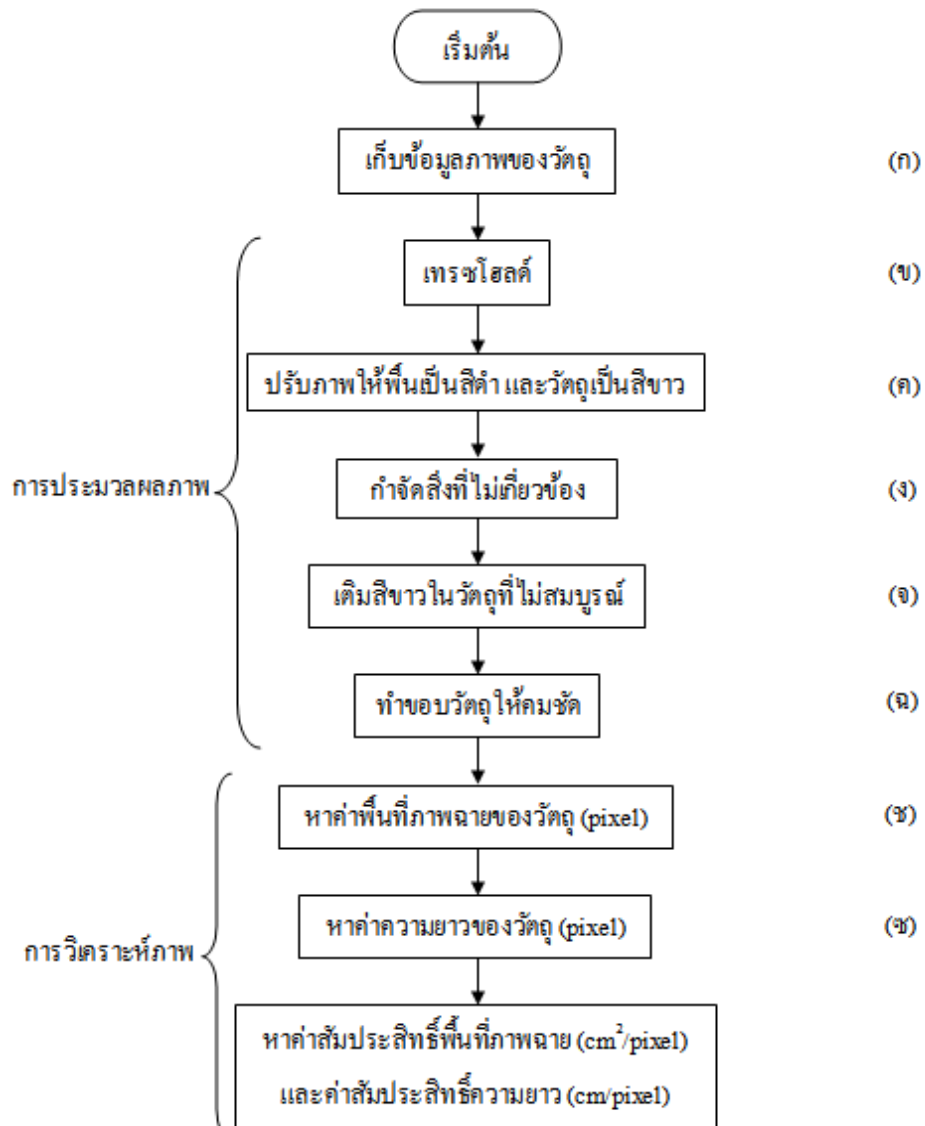 เริ่มต้น
เก็บข้อมูลภาพของวัตถุ (ก)
เทรซโฮลด์ (ข)
ปรับภาพให้พื้นเป็นสีดำ และวัตถุเป็นสีขาว (ค)
การประมวลผลภาพ
กำจัดสิ่งที่ไม่เกี่ยวข้อง (ง)
เติมสีขาวในวัตถุที่ไม่สมบูรณ์ (จ)
ทำขอบวัตถุให้คมชัด (ฉ)
หาค่าพื้นที่ภาพฉายของวัตถุ (pixel) (ช)
หาค่าความยาวของวัตถุ (pixel) (ซ)
การวิเคราะห์ภาพ
หาค่าสัมประสิทธิ์พื้นที่ภาพฉาย (cm²/pixel)
และค่าสัมประสิทธิ์ความยาว (cm/pixel)